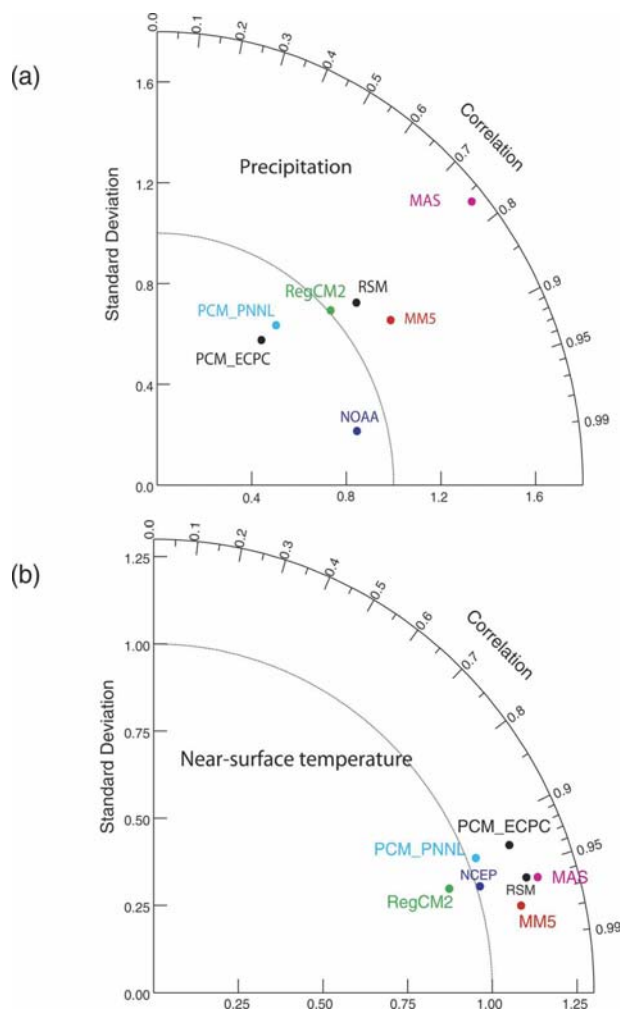 (a)
0.0
0.1
0.2
0.3
0.4
0.5
0.6
0.7
0.8
0.9
0.95
0.99
Correlation
Standard Deviation
1.6
1.2
0.8
0.4
0.0
Precipitation
MAS
RSM
RegCM2
MM5
PCM_PNNL
PCM_ECPC
NOAA
0.4 0.8 1.2 1.6
(b)
0.0
0.1
0.2
0.3
0.4
0.5
0.6
0.7
0.8
0.9
0.95
0.99
Correlation
Standard Deviation
1.25
1.00
0.75
0.50
0.25
0.00
Near-surface temperature
PCM_ECPC
PCM_PNNL
NCEP
MAS
RSM
RegCM2
MM5
0.25 0.50 0.75 1.00 1.25